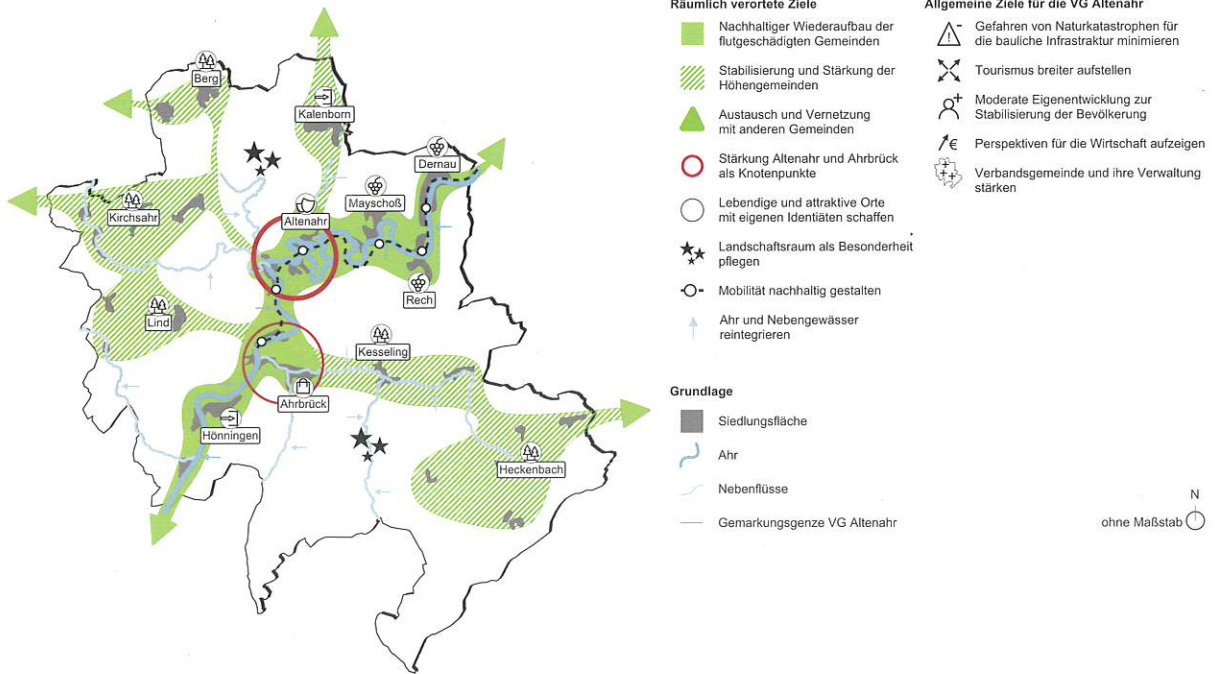 Räumlich verortete Ziele
Nachhaltiger Wiederaufbau der
flutgeschädigten Gemeinden
Stabilisierung und Stärkung der
Höhengemeinden
Austausch und Vernetzung
mit anderen Gemeinden
Stärkung Altenahr und Ahrbrück
als Knotenpunkte
Lebendige und attraktive Orte
mit eigenen Identitäten schaffen
Landschaftsraum als Besonderheit
pflegen
Mobilität nachhaltig gestalten
Ahr und Nebengewässer
reintegrieren
Allgemeine Ziele für die VG Altenahr
Gefahren von Naturkatastrophen für
die bauliche Infrastruktur minimieren
Tourismus breiter aufstellen
Moderate Eigenentwicklung zur
Stabilisierung der Bevölkerung
€
Perspektiven für die Wirtschaft aufzeigen
Verbandsgemeinde und ihre Verwaltung
stärken
Grundlage
Siedlungsfläche
Ahr
Nebenflüsse
Gemarkungsgenze VG Altenahr
N
ohne Maßstab
Berg
Kalenborn
Dernau
Kirchsahr
Altenahr
Mayschoß
Rech
Lind
Kesseling
Ahrbrück
Hönningen
Heckenbach